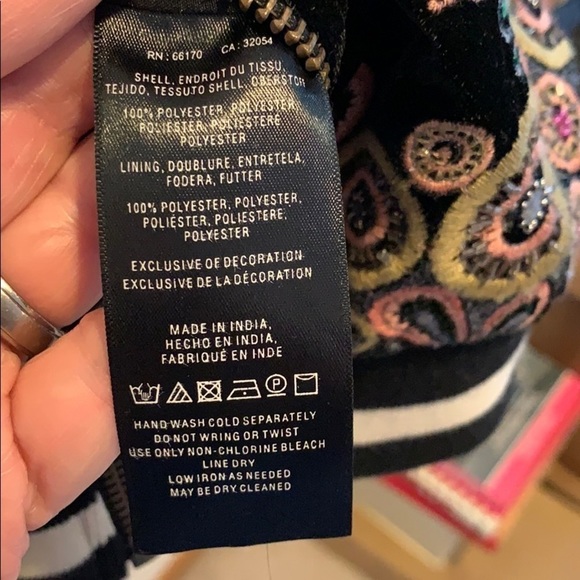 RN : 66170 CA : 32054
SHELL, ENDROIT DU TISSU,
TEJIDO, TESSUTO SHELL, OBERSTOF
100% POLYESTER, POLYESTER,
POLIESTER, POLIESTERE,
POLYESTER
LINING, DOUBLURE, ENTRETELA,
FODERA, FUTTER
100% POLYESTER, POLYESTER,
POLIÉSTER, POLIESTERE,
POLYESTER
EXCLUSIVE OF DECORATION
EXCLUSIVE DE LA DÉCORATION
MADE IN INDIA,
HECHO EN INDIA,
FABRIQUÉ EN INDE
HAND WASH COLD SEPARATELY
DO NOT WRING OR TWIST
USE ONLY NON-CHLORINE BLEACH
LINE DRY
LOW IRON AS NEEDED
MAY BE DRY CLEANED